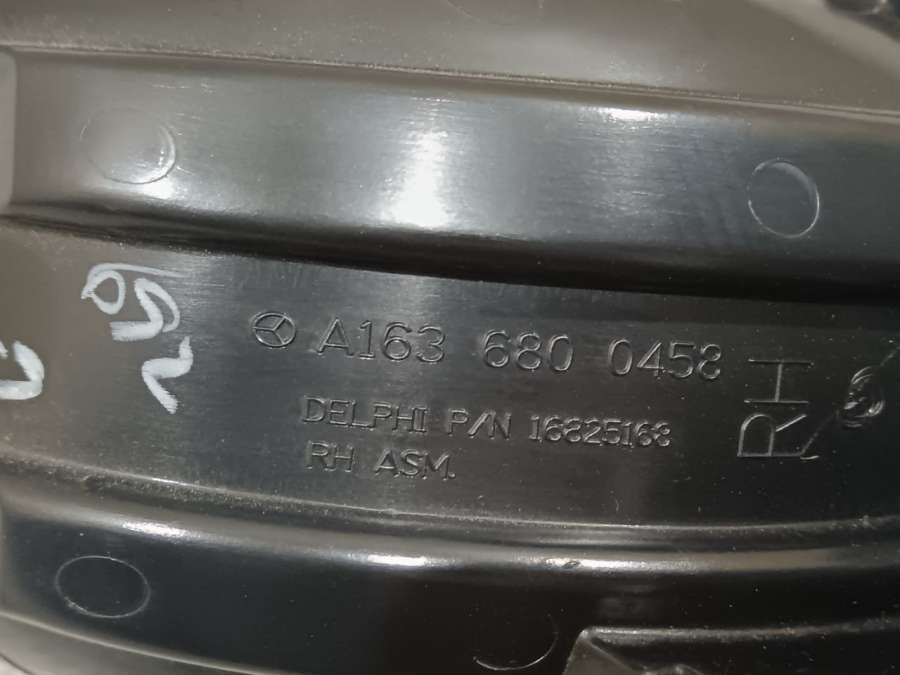 A163 680 0458
DELPHI P/N 16825168
RH ASM.
RH